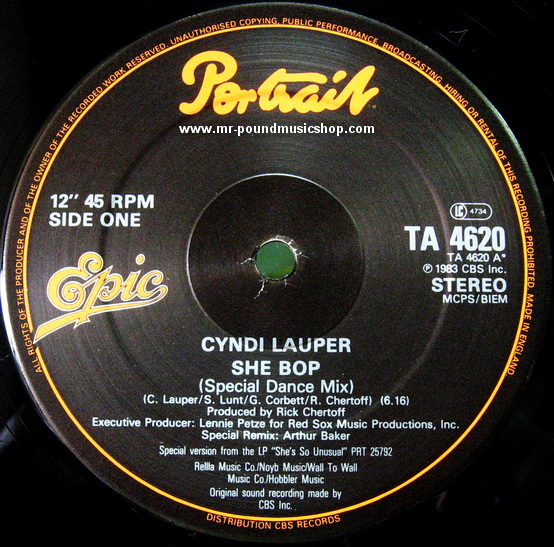 ALL RIGHTS OF THE PRODUCER AND OF THE OWNER OF THE RECORDED WORK RESERVED. UNAUTHORISED COPYING, PUBLIC PERFORMANCE, BROADCASTING, HIRING OR RENTAL OF THIS RECORDING PROHIBITED. MADE IN ENGLAND
Portrait
www.mr-poundmusicshop.com
12" 45 RPM
SIDE ONE
LC 4734
TA 4620
TA 4620 A*
℗ 1983 CBS Inc.
STEREO
MCPS/BIEM
Epic
CYNDI LAUPER
SHE BOP
(Special Dance Mix)
(C. Lauper/S. Lunt/G. Corbett/R. Chertoff) (6.16)
Produced by Rick Chertoff
Executive Producer: Lennie Petze for Red Sox Music Productions, Inc.
Special Remix: Arthur Baker
Special version from the LP "She's So Unusual" PRT 25792
Rellla Music Co/Noyb Music/Wall To Wall
Music Co./Hobbler Music
Original sound recording made by
CBS Inc.
DISTRIBUTION CBS RECORDS